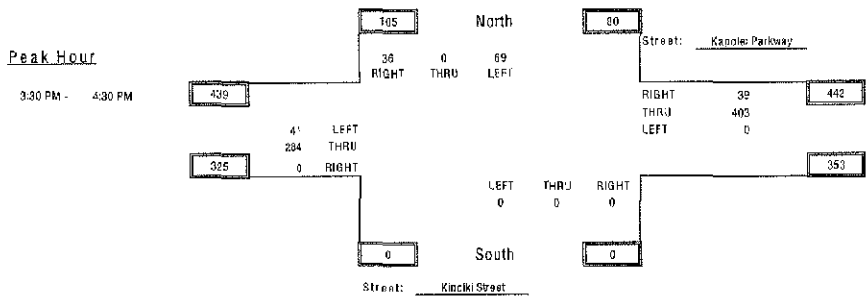 105 North 80
Street: Kapolei Parkway
Peak Hour
36 0 69
RIGHT THRU LEFT
3:30 PM - 4:30 PM
439
RIGHT 39 442
THRU 403
LEFT 0
41 LEFT
284 THRU
325 0 RIGHT
353
LEFT THRU RIGHT
0 0 0
0 South 0
Street: Street